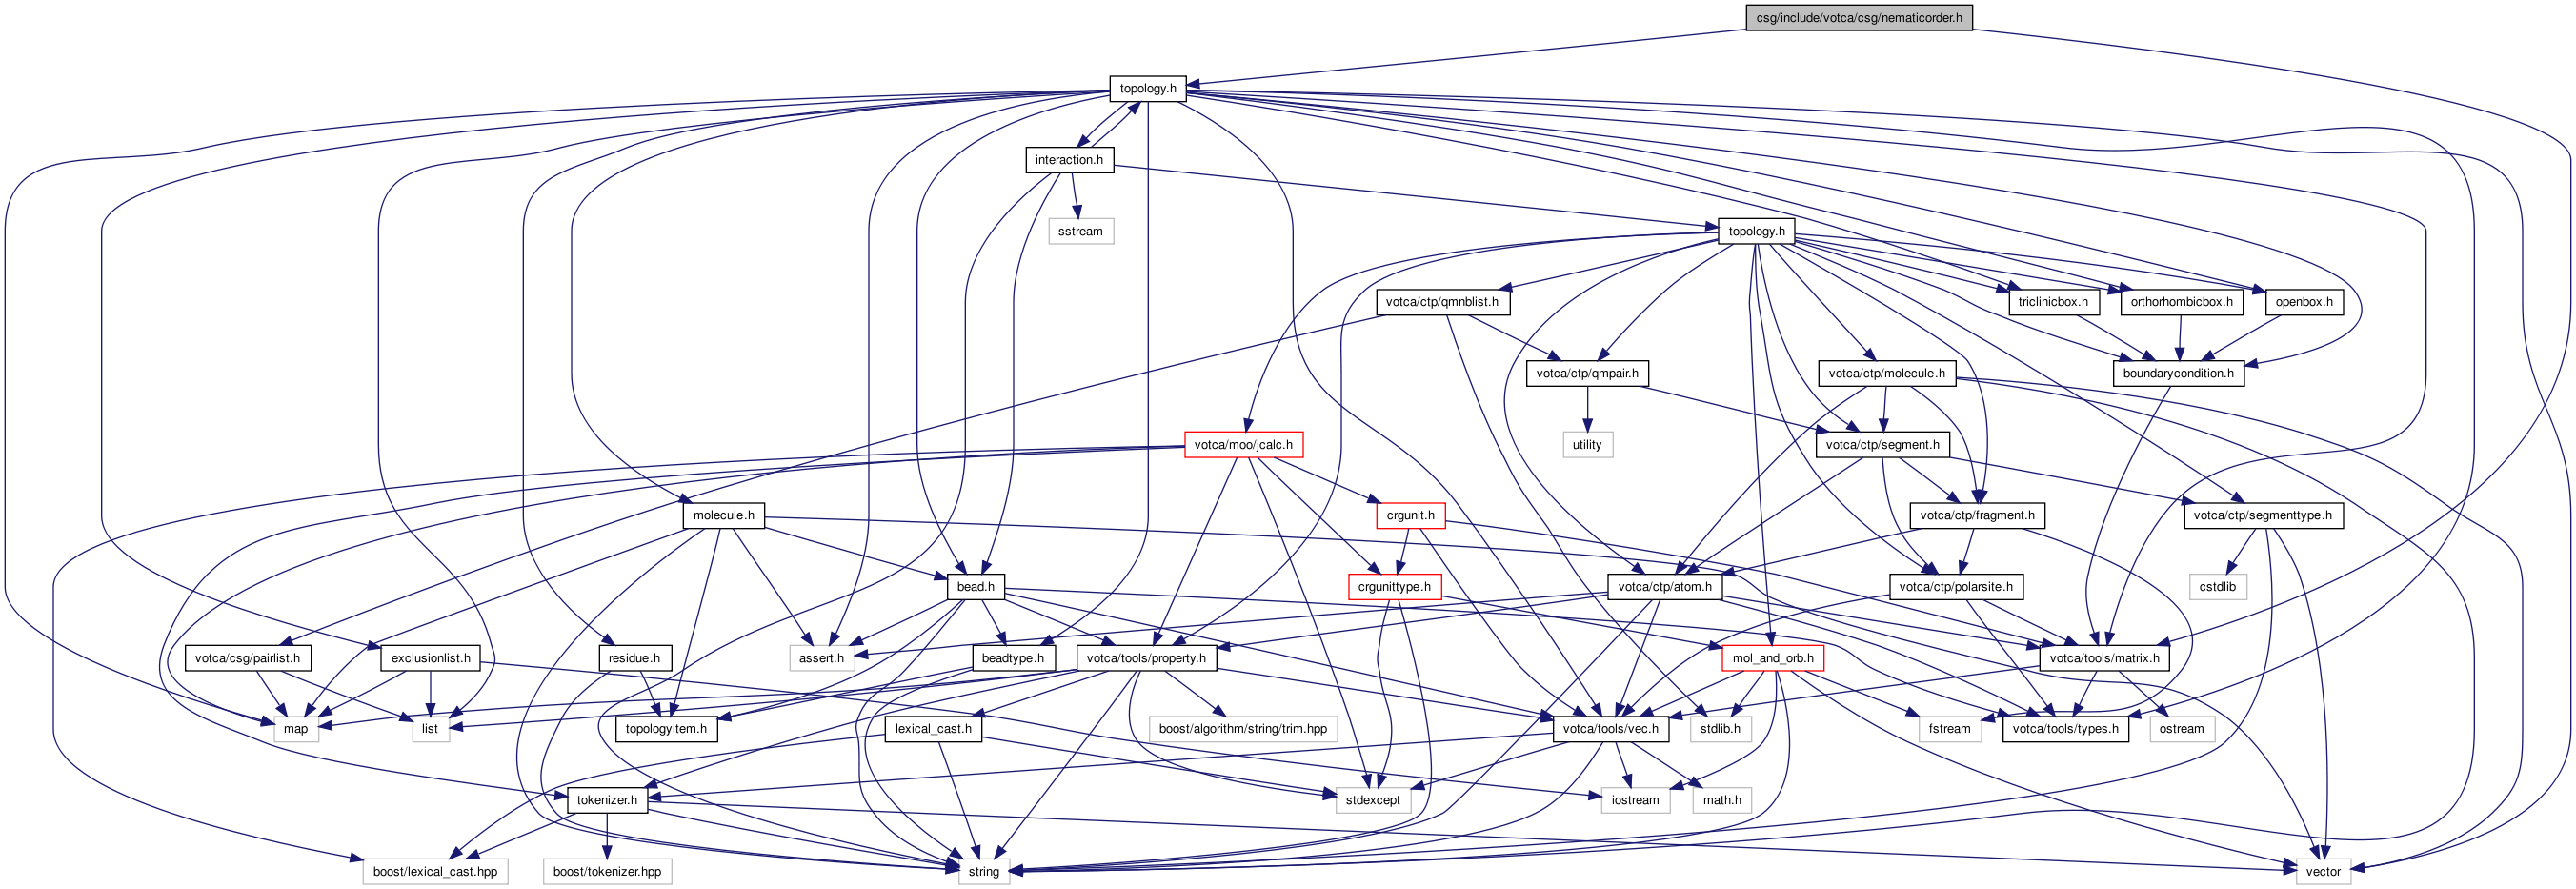 csg/include/votca/csg/nematicorder.h
topology.h
interaction.h
sstream
topology.h
votca/ctp/qmnblist.h
triclinicbox.h
orthorhombicbox.h
openbox.h
votca/ctp/qmpair.h
votca/ctp/molecule.h
boundarycondition.h
votca/moo/jcalc.h
utility
votca/ctp/segment.h
molecule.h
crgunit.h
votca/ctp/fragment.h
votca/ctp/segmenttype.h
bead.h
crgunittype.h
votca/ctp/atom.h
votca/ctp/polarsite.h
cstdlib
votca/csg/pairlist.h
exclusionlist.h
residue.h
assert.h
beadtype.h
votca/tools/property.h
mol_and_orb.h
votca/tools/matrix.h
map
list
topologyitem.h
lexical_cast.h
boost/algorithm/string/trim.hpp
votca/tools/vec.h
stdlib.h
fstream
votca/tools/types.h
ostream
tokenizer.h
stdexcept
iostream
math.h
boost/lexical_cast.hpp
boost/tokenizer.hpp
string
vector